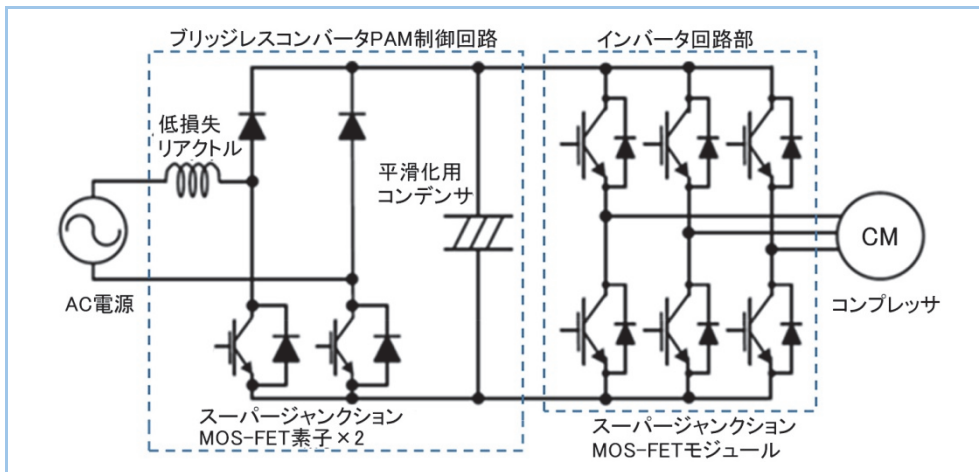 ブリッジレスコンバータPAM制御回路
インバータ回路部
低損失
リアクトル
平滑化用
コンデンサ
CM
AC電源
コンプレッサ
スーパージャンクション
MOS-FET素子×2
スーパージャンクション
MOS-FETモジュール